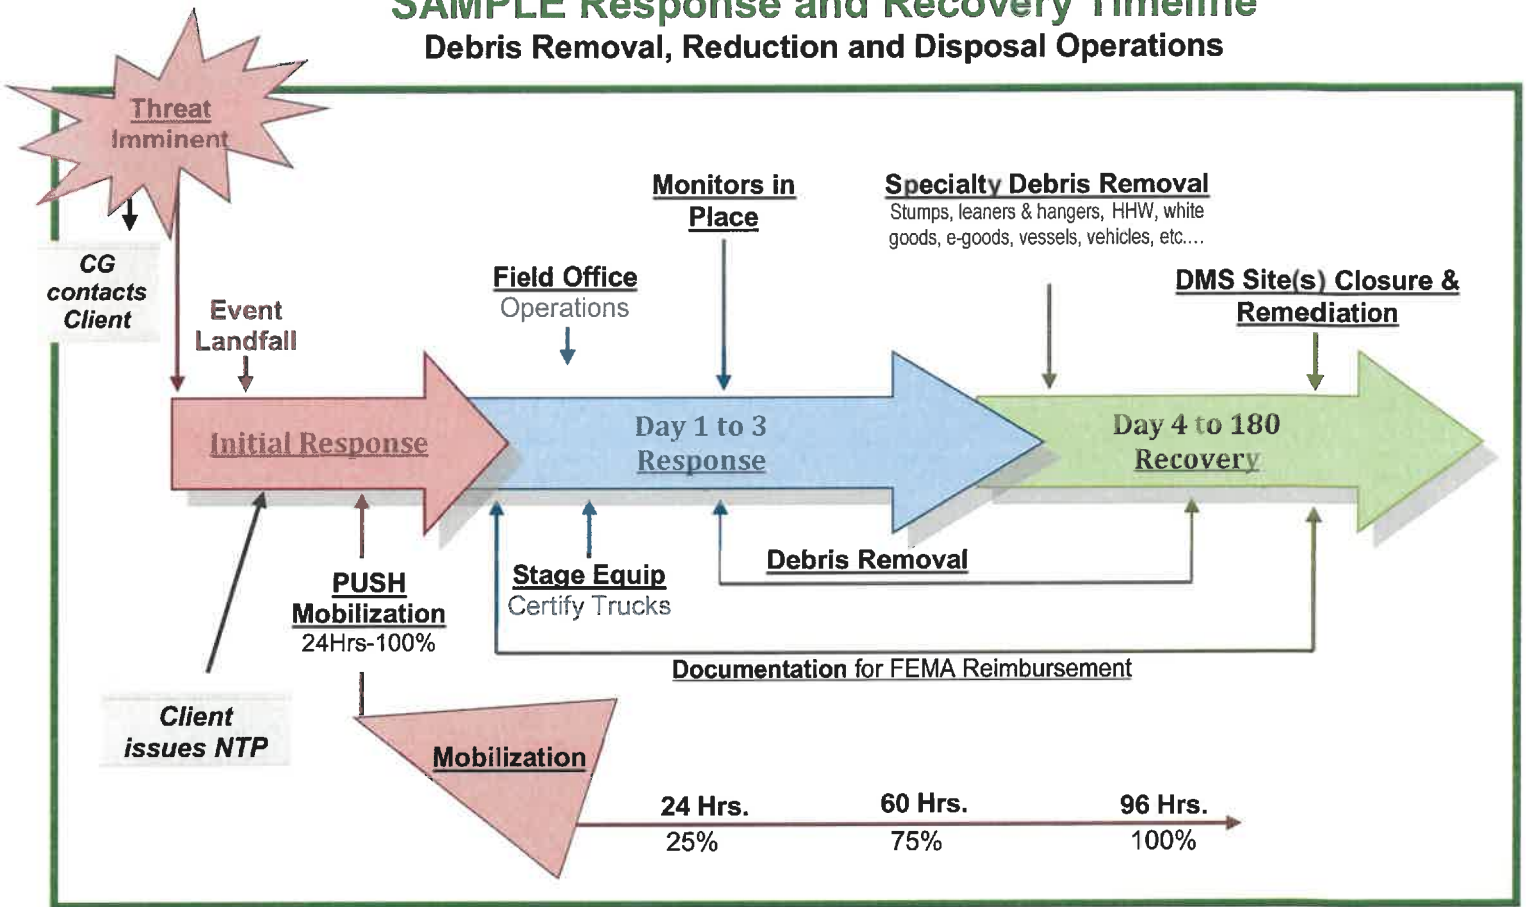 SAMPLE Response and Recovery Timeline
Debris Removal, Reduction and Disposal Operations
Threat
Imminent
CG
contacts
Client
Event
Landfall
Field Office
Operations
Monitors in
Place
Specialty Debris Removal
Stumps, leaners & hangers, HHW, white
goods, e-goods, vessels, vehicles, etc....
DMS Site(s) Closure &
Remediation
Initial Response
Day 1 to 3
Response
Day 4 to 180
Recovery
PUSH
Mobilization
24Hrs-100%
Stage Equip
Certify Trucks
Debris Removal
Documentation for FEMA Reimbursement
Client
issues NTP
Mobilization
24 Hrs.
25%
60 Hrs.
75%
96 Hrs.
100%